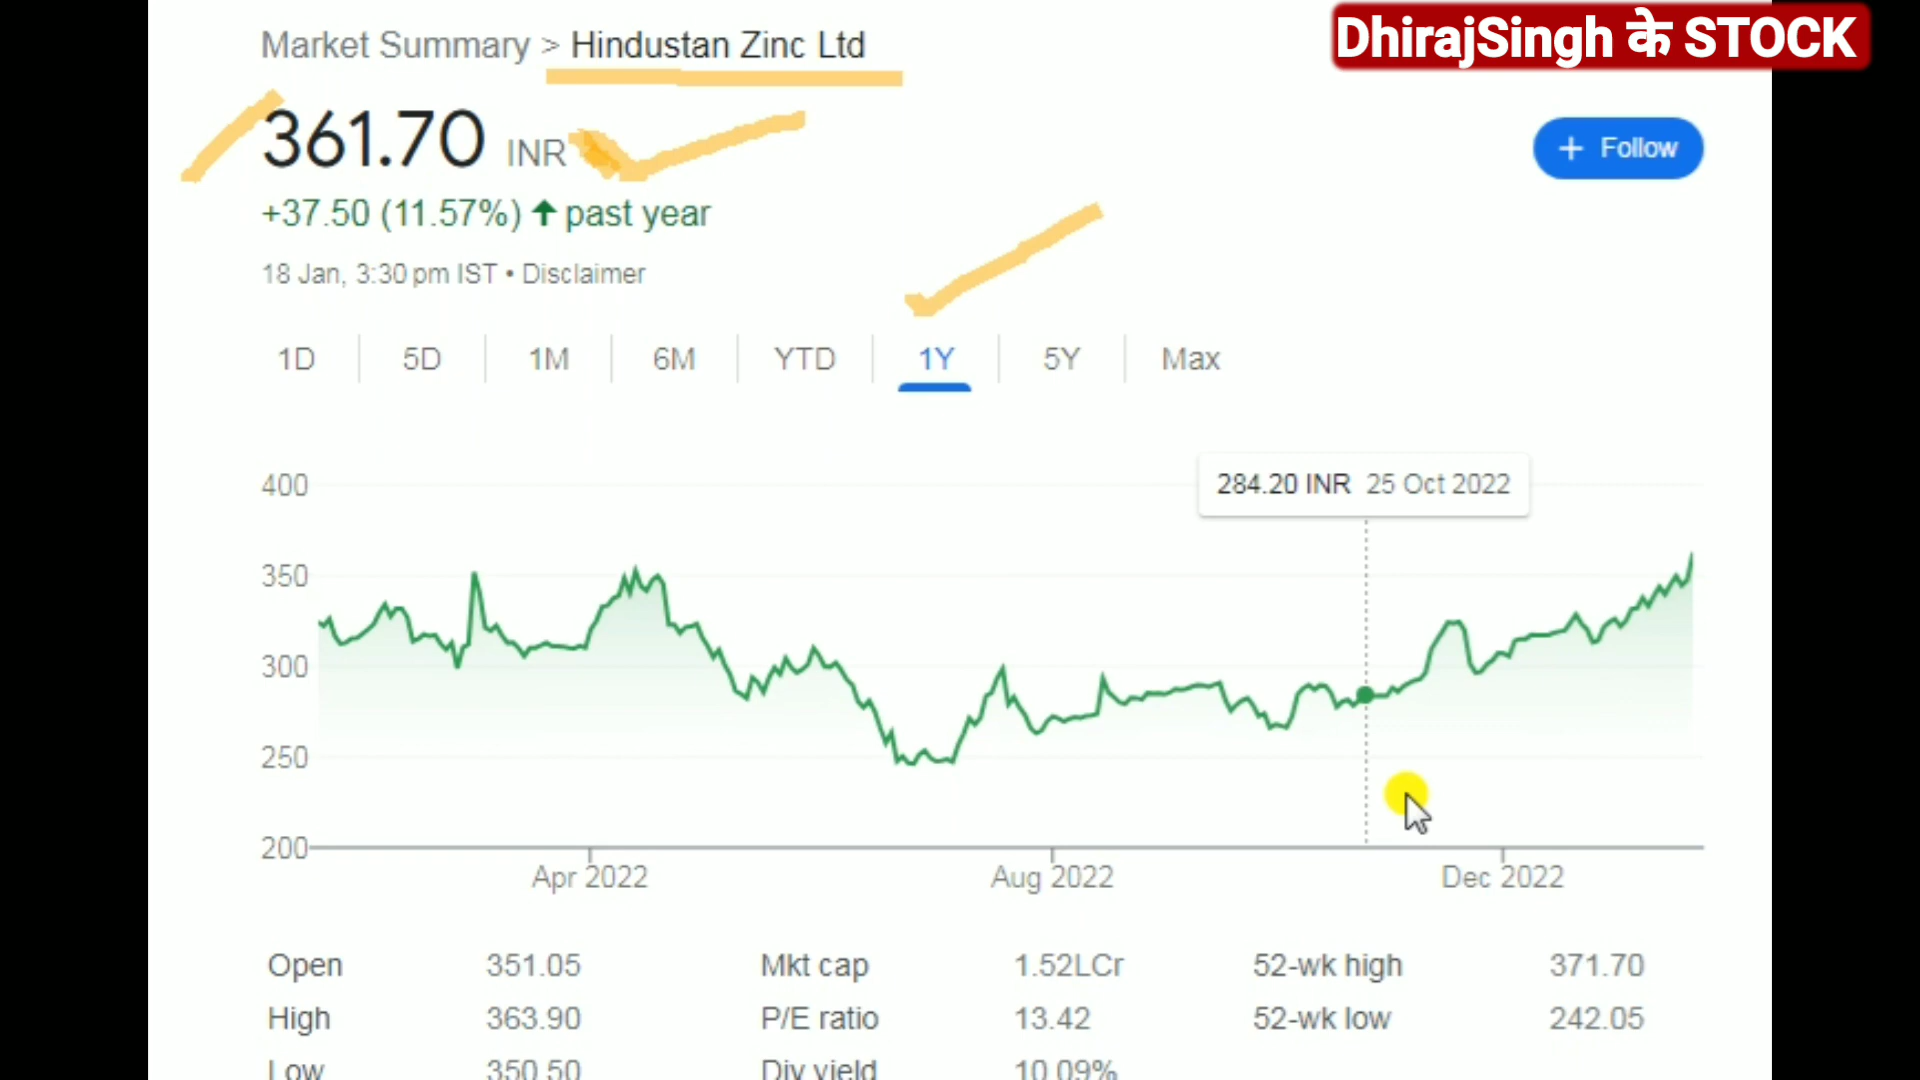 DhirajSingh के STOCK
Market Summary > Hindustan Zinc Ltd
361.70 INR
+ Follow
+37.50 (11.57%) ↑ past year
18 Jan, 3:30 pm IST • Disclaimer
1D 5D 1M 6M YTD 1Y 5Y Max
284.20 INR 25 Oct 2022
400
350
300
250
200
Apr 2022 Aug 2022 Dec 2022
Open 351.05 Mkt cap 1.52LCr 52-wk high 371.70
High 363.90 P/E ratio 13.42 52-wk low 242.05
Low 350.50 Div yield 10.09%